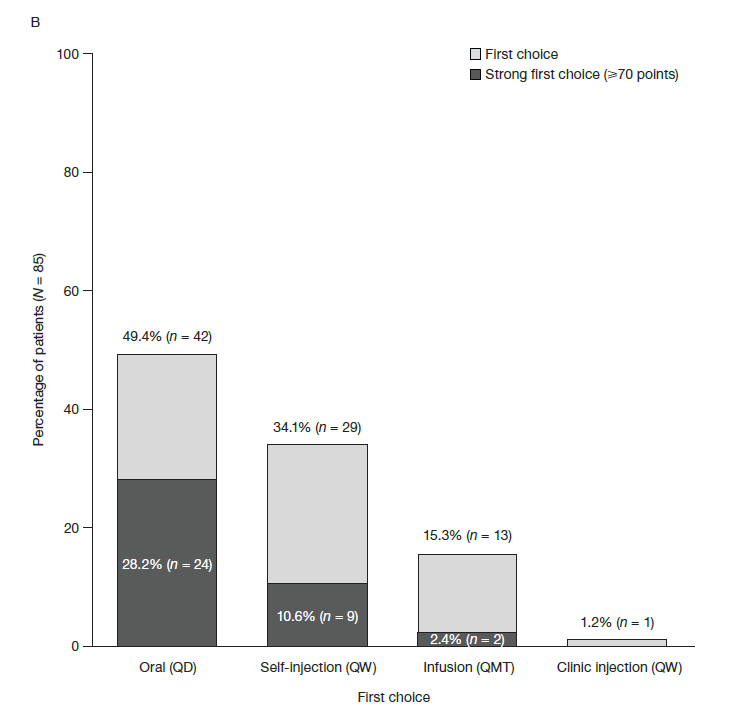 B
100
80
60
40
20
0
Percentage of patients (N = 85)
First choice
Strong first choice (⩾70 points)
49.4% (n = 42)
28.2% (n = 24)
34.1% (n = 29)
10.6% (n = 9)
15.3% (n = 13)
2.4% (n = 2)
1.2% (n = 1)
Oral (QD)
Self-injection (QW)
Infusion (QMT)
Clinic injection (QW)
First choice